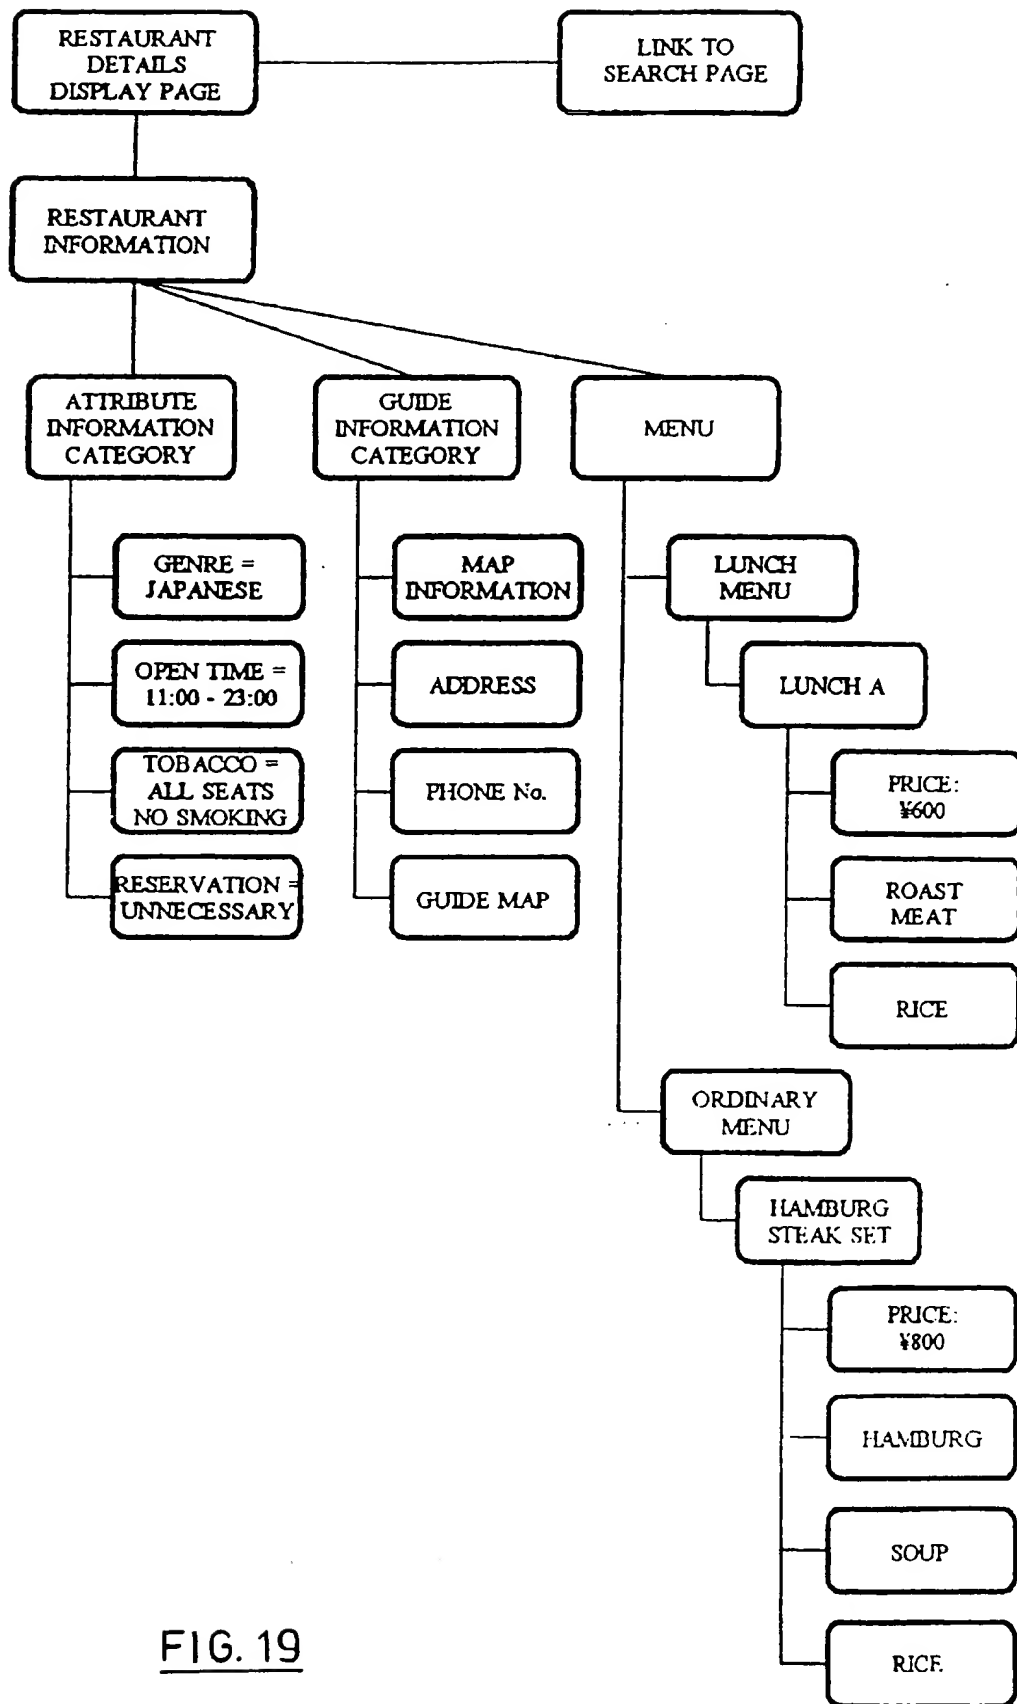 RESTAURANT
DETAILS
DISPLAY PAGE
LINK TO
SEARCH PAGE
RESTAURANT
INFORMATION
ATTRIBUTE
INFORMATION
CATEGORY
GUIDE
INFORMATION
CATEGORY
MENU
GENRE =
JAPANESE
OPEN TIME =
11:00 - 23:00
TOBACCO =
ALL SEATS
NO SMOKING
RESERVATION =
UNNECESSARY
MAP
INFORMATION
ADDRESS
PHONE No.
GUIDE MAP
LUNCH
MENU
LUNCH A
PRICE:
¥600
ROAST
MEAT
RICE
ORDINARY
MENU
HAMBURG
STEAK SET
PRICE:
¥800
HAMBURG
SOUP
RICE
FIG. 19